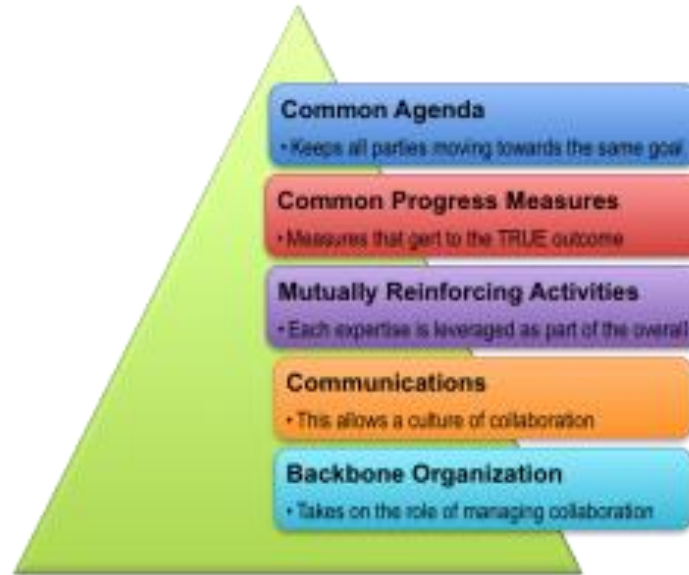 Common Agenda
• Keeps all parties moving towards the same goal
Common Progress Measures
• Measures that gert to the TRUE outcome
Mutually Reinforcing Activities
• Each expertise is leveraged as part of the overall
Communications
• This allows a culture of collaboration
Backbone Organization
• Takes on the role of managing collaboration